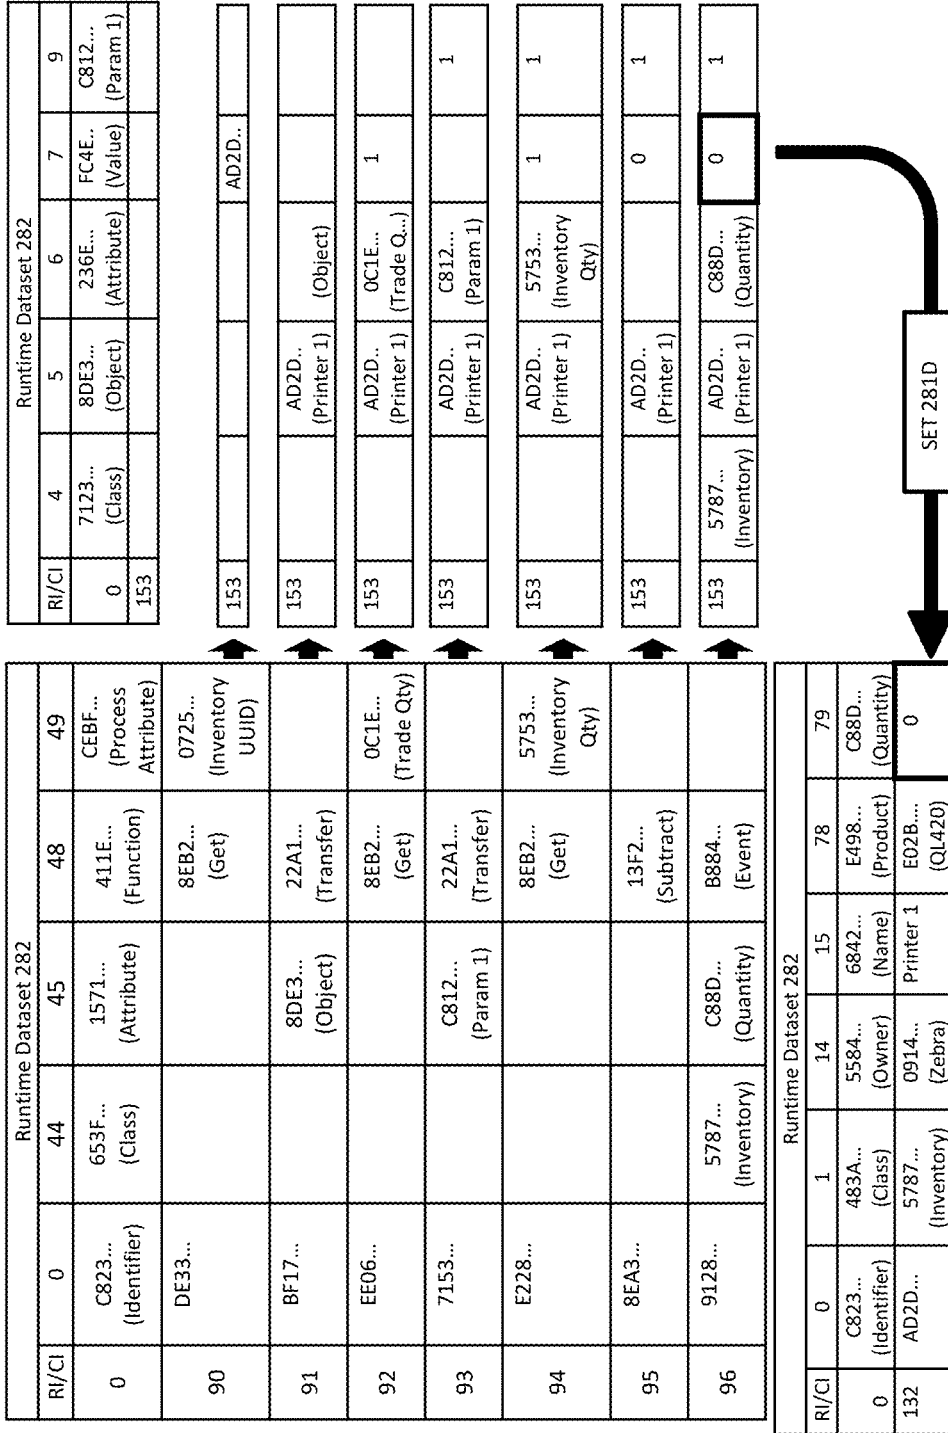 Runtime Dataset 282
RI/CI 0 44 45 48 49
0 C823... (Identifier) 653F... (Class) 1571... (Attribute) 411E... (Function) CEBF... (Process Attribute)
90 DE33... 8EB2... (Get) 0725... (Inventory UUID)
91 BF17... 8DE3... (Object) 22A1... (Transfer)
92 EE06... 8EB2... (Get) 0C1E... (Trade Qty)
93 7153... C812... (Param 1) 22A1... (Transfer)
94 E228... 8EB2... (Get) 5753... (Inventory Qty)
95 8EA3... 13F2... (Subtract)
96 9128... 5787... (Inventory) C88D... (Quantity) B884... (Event)
Runtime Dataset 282
RI/CI 4 5 6 7 9
0 7123... (Class) 8DE3... (Object) 236E... (Attribute) FC4E.. (Value) C812... (Param 1)
153
153 AD2D..
153 AD2D.. (Printer 1) (Object)
153 AD2D.. (Printer 1) 0C1E... (Trade Q...) 1
153 AD2D.. (Printer 1) C812... (Param 1) 1
153 AD2D.. (Printer 1) 5753... (Inventory Qty) 1 1
153 AD2D.. (Printer 1) 0 1
153 5787... (Inventory) AD2D.. (Printer 1) C88D... (Quantity) 0 1
SET 281D
Runtime Dataset 282
RI/CI 0 1 14 15 78 79
0 C823... (Identifier) 483A... (Class) 5584... (Owner) 6842... (Name) E498... (Product) C88D... (Quantity)
132 AD2D... 5787... (Inventory) 0914... (Zebra) Printer 1 E02B.... (QL420) 0